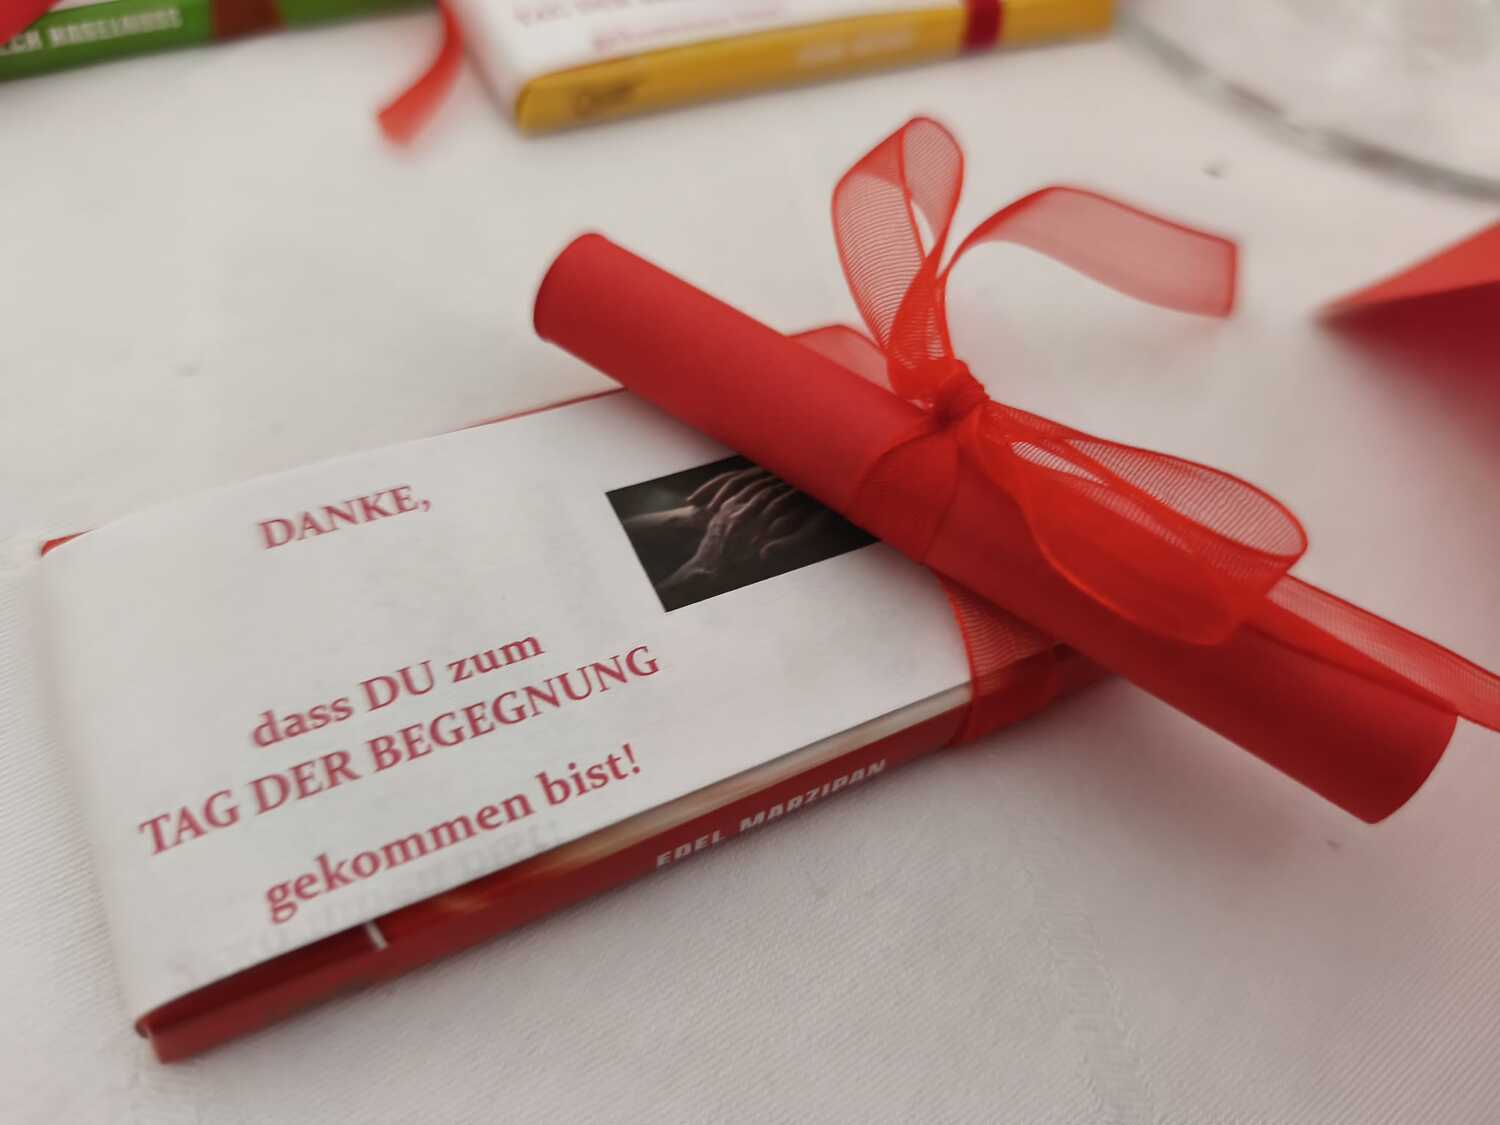 DANKE,
dass DU zum
TAG DER BEGEGNUNG
gekommen bist!
EDEL MARZIPAN